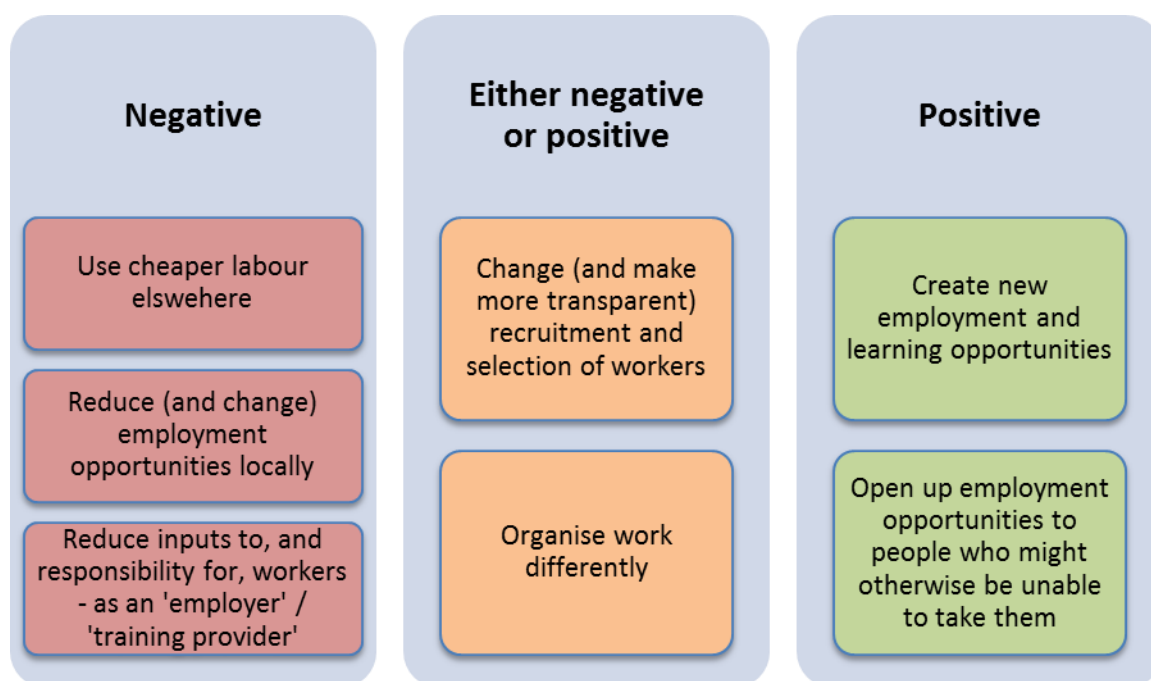 Negative
Use cheaper labour
elswehere
Reduce (and change)
employment
opportunities locally
Reduce inputs to, and
responsibility for, workers
- as an 'employer' /
'training provider'
Either negative
or positive
Change (and make
more transparent)
recruitment and
selection of workers
Organise work
differently
Positive
Create new
employment and
learning opportunities
Open up employment
opportunities to
people who might
otherwise be unable
to take them